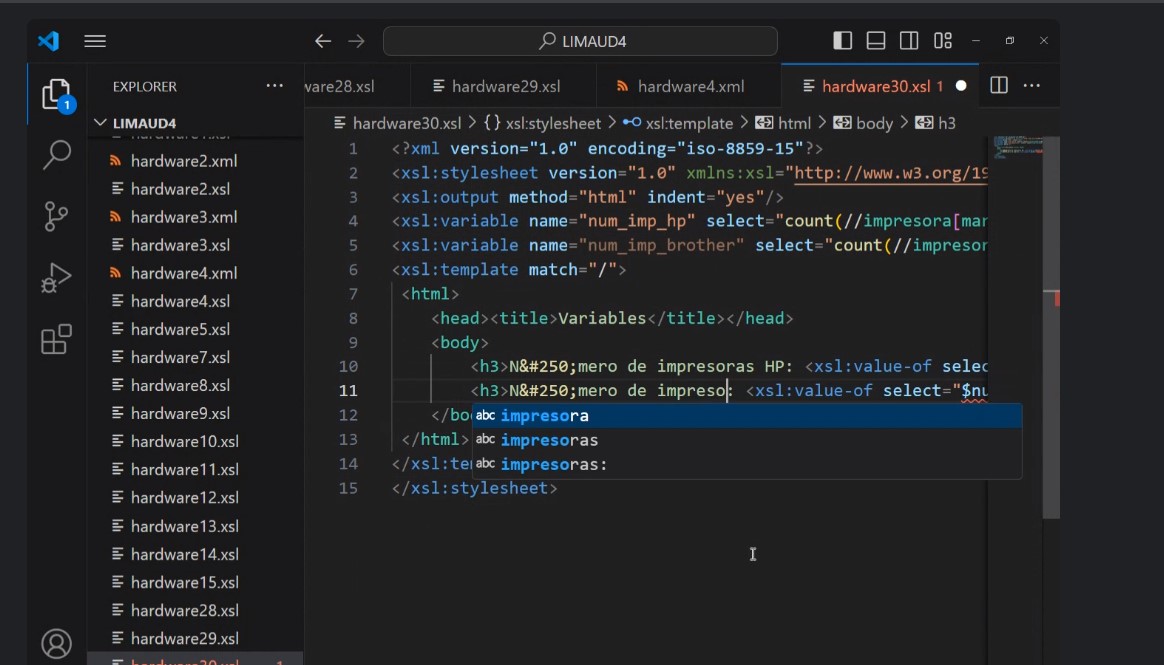 LIMAUD4
EXPLORER
ware28.xsl
hardware29.xsl
hardware4.xml
hardware30.xsl 1
1
LIMAUD4
hardware30.xsl > {} xsl:stylesheet > xsl:template > html > body > h3
hardware2.xml
hardware2.xsl
hardware3.xml
hardware3.xsl
hardware4.xml
hardware4.xsl
hardware5.xsl
hardware7.xsl
hardware8.xsl
hardware9.xsl
hardware10.xsl
hardware11.xsl
hardware12.xsl
hardware13.xsl
hardware14.xsl
hardware15.xsl
hardware28.xsl
hardware29.xsl
hardware30.xsl 1
1 <?xml version="1.0" encoding="iso-8859-15"?>
2 <xsl:stylesheet version="1.0" xmlns:xsl="http://www.w3.org/19
3 <xsl:output method="html" indent="yes"/>
4 <xsl:variable name="num_imp_hp" select="count(//impresora[mar
5 <xsl:variable name="num_imp_brother" select="count(//impresor
6 <xsl:template match="/">
7 <html>
8 <head><title>Variables</title></head>
9 <body>
10 <h3>N&#250;mero de impresoras HP: <xsl:value-of selec
11 <h3>N&#250;mero de impreso: <xsl:value-of select="$nu
12 </bo
13 </html>
14 </xsl:te
15 </xsl:stylesheet>
abc impresora
abc impresoras
abc impresoras: